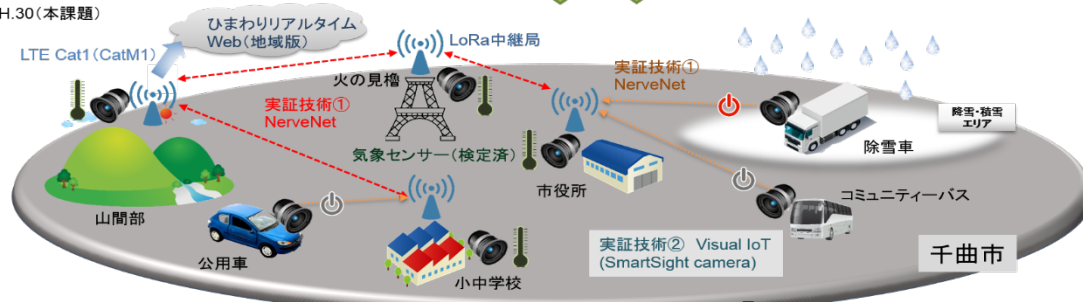 H.30(本課題)
ひまわりリアルタイム
Web(地域版)
LTE Cat1(CatM1)
LoRa中継局
火の見櫓
実証技術①
NerveNet
実証技術①
NerveNet
降雪・積雪
エリア
除雪車
気象センサー(検定済)
市役所
コミュニティーバス
山間部
公用車
実証技術② Visual IoT
(SmartSight camera)
千曲市
小中学校